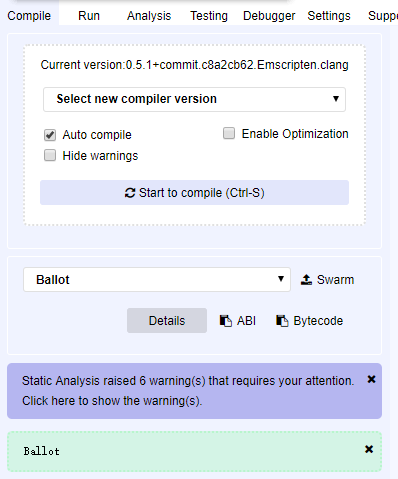 Compile Run Analysis Testing Debugger Settings Suppo
Current version:0.5.1+commit.c8a2cb62.Emscripten.clang
Select new compiler version
Auto compile Enable Optimization
Hide warnings
Start to compile (Ctrl-S)
Ballot Swarm
Details ABI Bytecode
Static Analysis raised 6 warning(s) that requires your attention.
Click here to show the warning(s).
Ballot